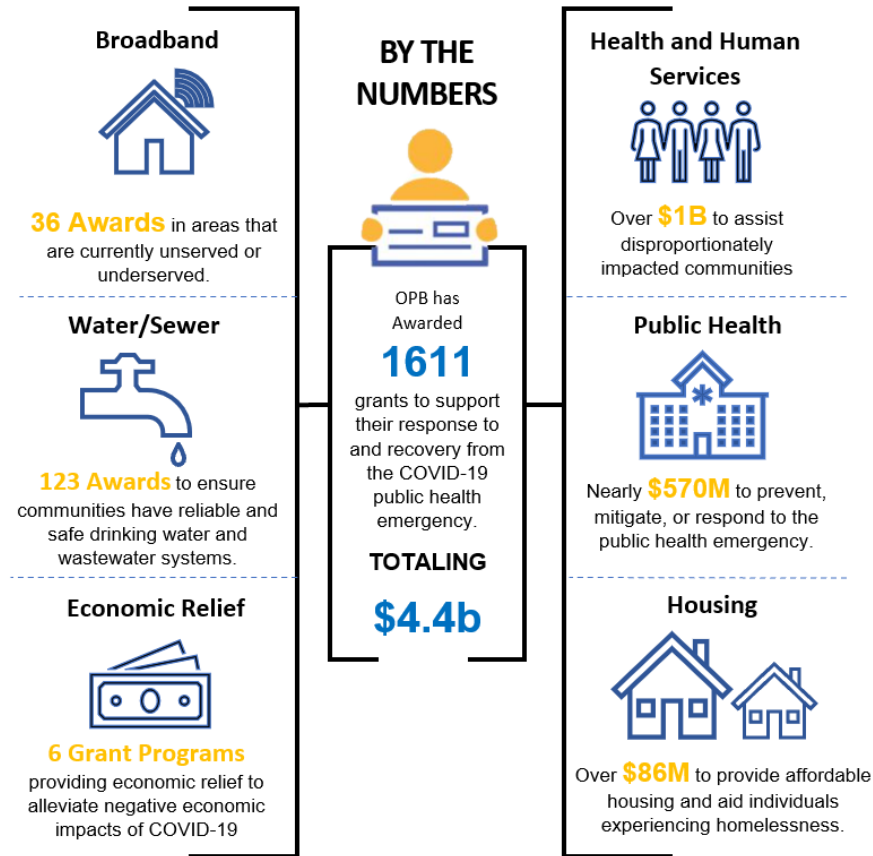 Broadband
36 Awards in areas that
are currently unserved or
underserved.
Water/Sewer
123 Awards to ensure
communities have reliable and
safe drinking water and
wastewater systems.
Economic Relief
6 Grant Programs
providing economic relief to
alleviate negative economic
impacts of COVID-19
BY THE
NUMBERS
OPB has
Awarded
1611
grants to support
their response to
and recovery from
the COVID-19
public health
emergency.
TOTALING
$4.4b
Health and Human
Services
Over $1B to assist
disproportionately
impacted communities
Public Health
Nearly $570M to prevent,
mitigate, or respond to the
public health emergency.
Housing
Over $86M to provide affordable
housing and aid individuals
experiencing homelessness.